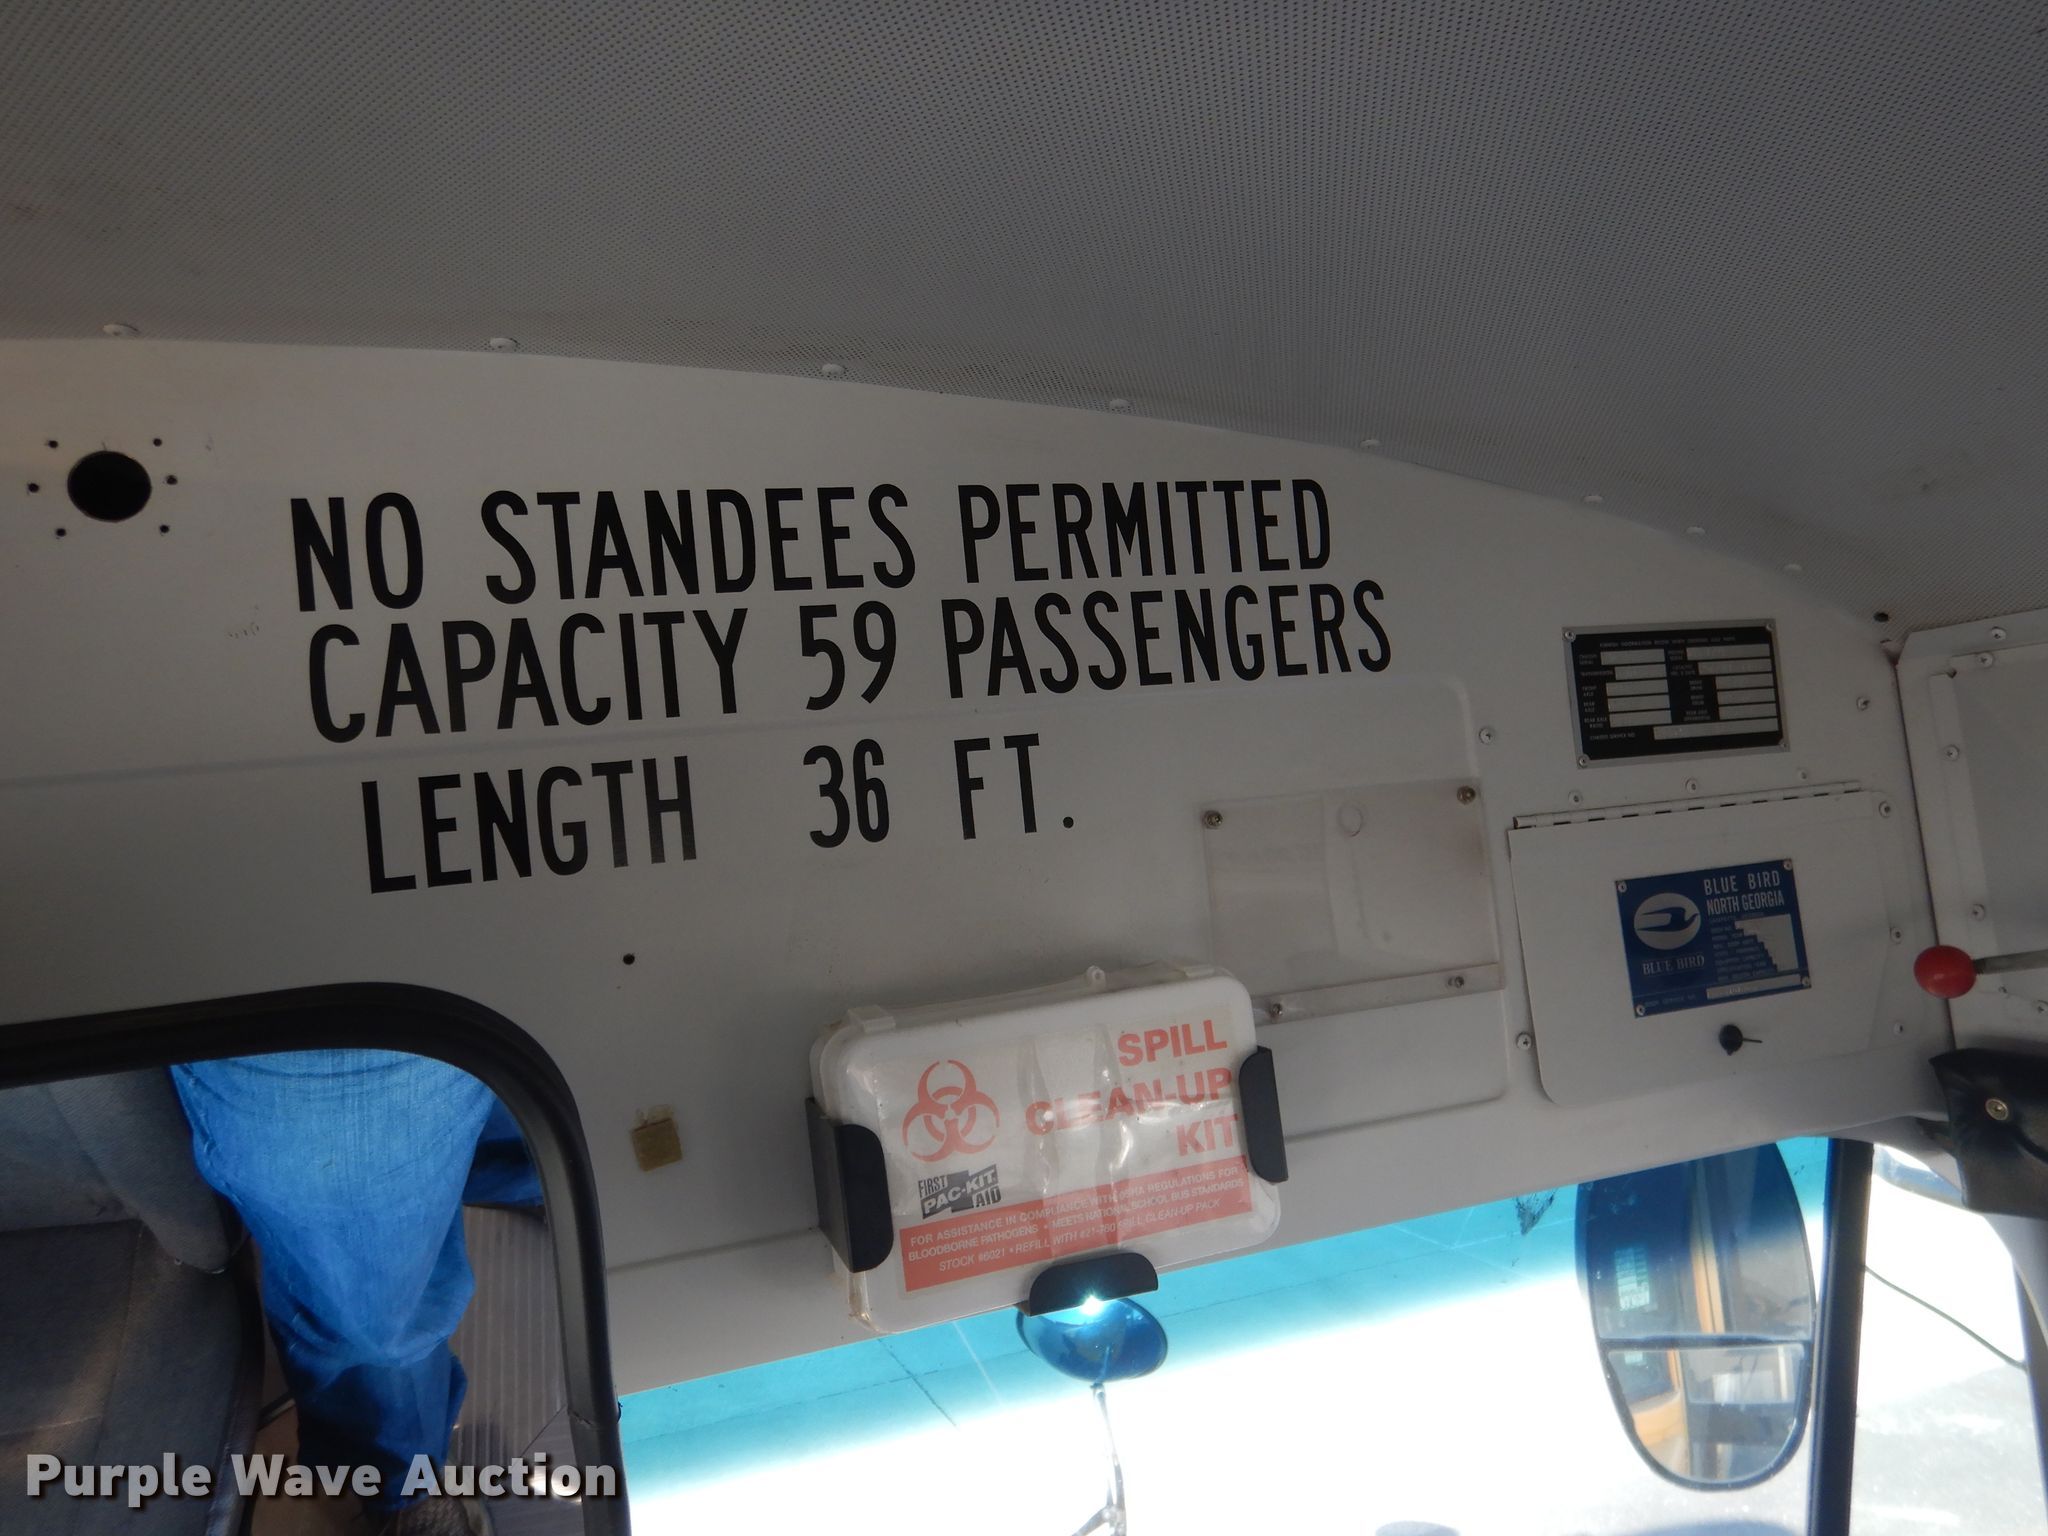 NO STANDEES PERMITTED
CAPACITY 59 PASSENGERS
LENGTH 36 FT.
BLUE BIRD
NORTH GEORGIA
BLUE BIRD
SPILL
CLEAN-UP
KIT
FIRST
PAC-KIT
AID
FOR ASSISTANCE IN COMPLIANCE WITH OSHA REGULATIONS FOR
BLOODBORNE PATHOGENS • MEETS NATIONAL SCHOOL BUS STANDARDS
STOCK #6021 • REFILL WITH #21-760 SPILL CLEAN-UP PACK
Purple Wave Auction